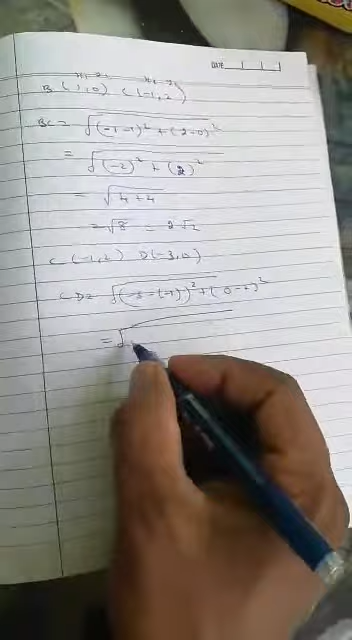 DATE
x₁ y₁ x₂ y₂
B (1,0) C (-1,2)
BC = √(-1-1)² + (2-0)²
= √(-2)² + (2)²
= √4+4
= √8 = 2√2
C (-1,2) D(-3,0)
CD = √(-3-(-1))² + (0-2)²
= √